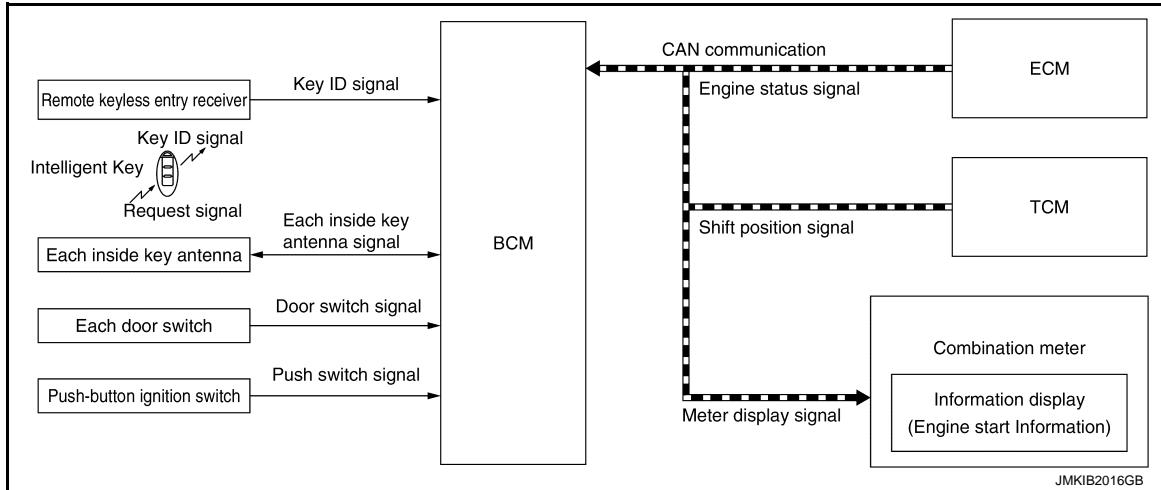 CAN communication
ECM
Engine status signal
Remote keyless entry receiver
Key ID signal
Key ID signal
Intelligent Key
Request signal
Each inside key antenna
Each inside key
antenna signal
BCM
Shift position signal
TCM
Each door switch
Door switch signal
Push-button ignition switch
Push switch signal
Meter display signal
Combination meter
Information display
(Engine start Information)
JMKIB2016GB